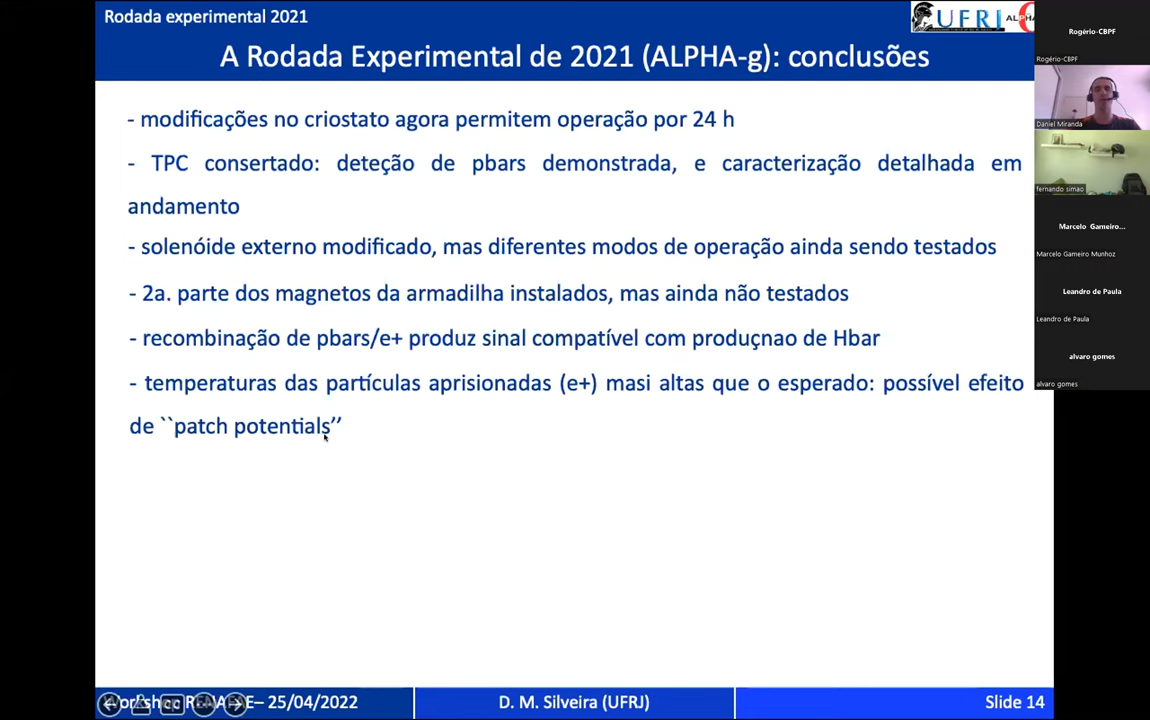 Rodada experimental 2021
UFRJ ALPHA
A Rodada Experimental de 2021 (ALPHA-g): conclusões
- modificações no criostato agora permitem operação por 24 h
- TPC consertado: deteção de pbars demonstrada, e caracterização detalhada em
andamento
- solenóide externo modificado, mas diferentes modos de operação ainda sendo testados
- 2a. parte dos magnetos da armadilha instalados, mas ainda não testados
- recombinação de pbars/e+ produz sinal compatível com produçnao de Hbar
- temperaturas das partículas aprisionadas (e+) masi altas que o esperado: possível efeito
de ``patch potentials’’
Workshop RENAFAE– 25/04/2022
D. M. Silveira (UFRJ)
Slide 14
Rogério-CBPF
Rogério-CBPF
Daniel Miranda
fernando simao
Marcelo Gameiro...
Marcelo Gameiro Munhoz
Leandro de Paula
Leandro de Paula
alvaro gomes
alvaro gomes